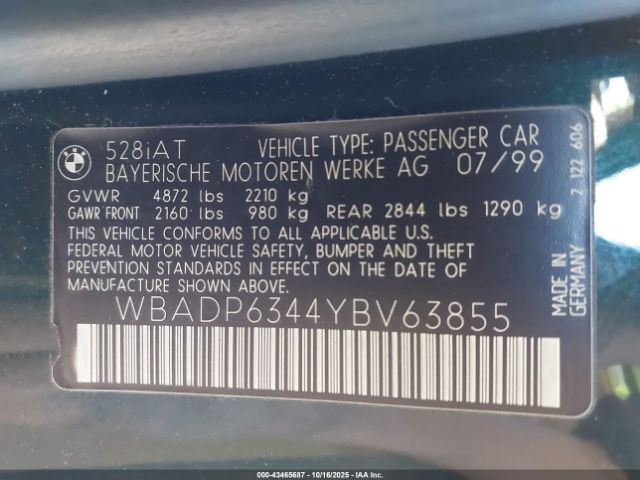 BMW
528iAT VEHICLE TYPE: PASSENGER CAR
BAYERISCHE MOTOREN WERKE AG 07/99
GVWR 4872 lbs 2210 kg
GAWR FRONT 2160 lbs 980 kg REAR 2844 lbs 1290 kg
THIS VEHICLE CONFORMS TO ALL APPLICABLE U.S.
FEDERAL MOTOR VEHICLE SAFETY, BUMPER AND THEFT
PREVENTION STANDARDS IN EFFECT ON THE DATE OF
MANUFACTURE SHOWN ABOVE.
WBADP6344YBV63855
MADE IN
GERMANY
2 122 606
000-43465687 - 10/16/2025 - IAA, Inc.